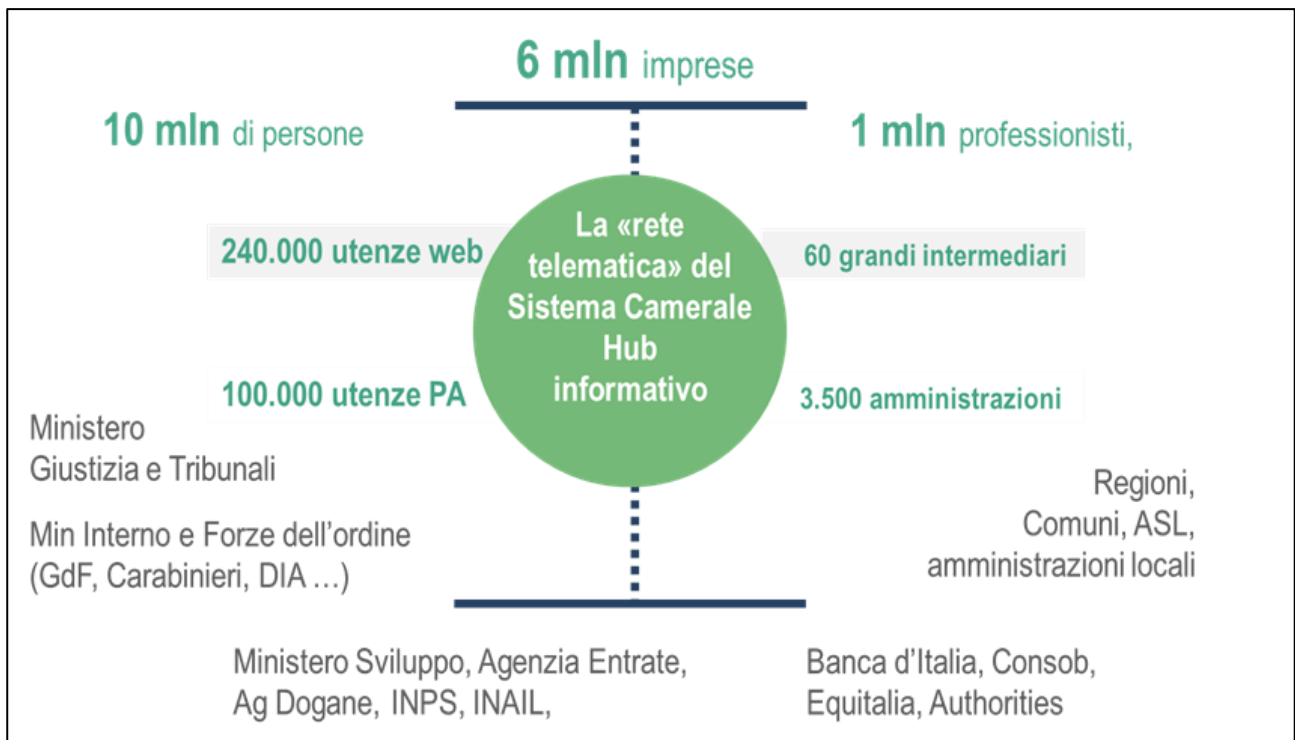 6 mln imprese
10 mln di persone
1 mln professionisti,
La «rete
telematica» del
Sistema Camerale
Hub
informativo
240.000 utenze web
60 grandi intermediari
100.000 utenze PA
3.500 amministrazioni
Ministero
Giustizia e Tribunali
Min Interno e Forze dell'ordine
(GdF, Carabinieri, DIA ...)
Regioni,
Comuni, ASL,
amministrazioni locali
Ministero Sviluppo, Agenzia Entrate,
Ag Dogane, INPS, INAIL,
Banca d'Italia, Consob,
Equitalia, Authorities